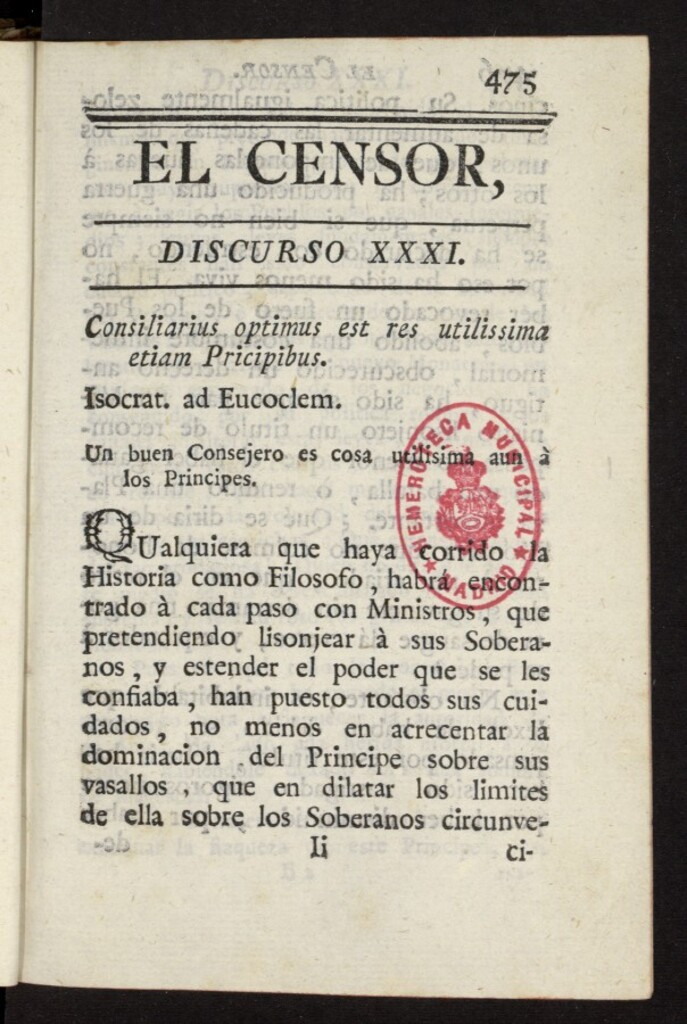 475
EL CENSOR,
DISCURSO XXXI.
Consiliarius optimus est res utilissima
etiam Pricipibus.
Isocrat. ad Eucoclem.
Un buen Consejero es cosa utilisima aun à
los Principes.
QUalquiera que haya corrido la
Historia como Filosofo, habrá encon-
trado à cada paso con Ministros, que
pretendiendo lisonjear à sus Sobera-
nos, y estender el poder que se les
confiaba, han puesto todos sus cui-
dados, no menos en acrecentar la
dominacion del Principe sobre sus
vasallos, que en dilatar los limites
de ella sobre los Soberanos circunve-
Ii
ci-
HEMEROTECA MUNICIPAL
MADRID